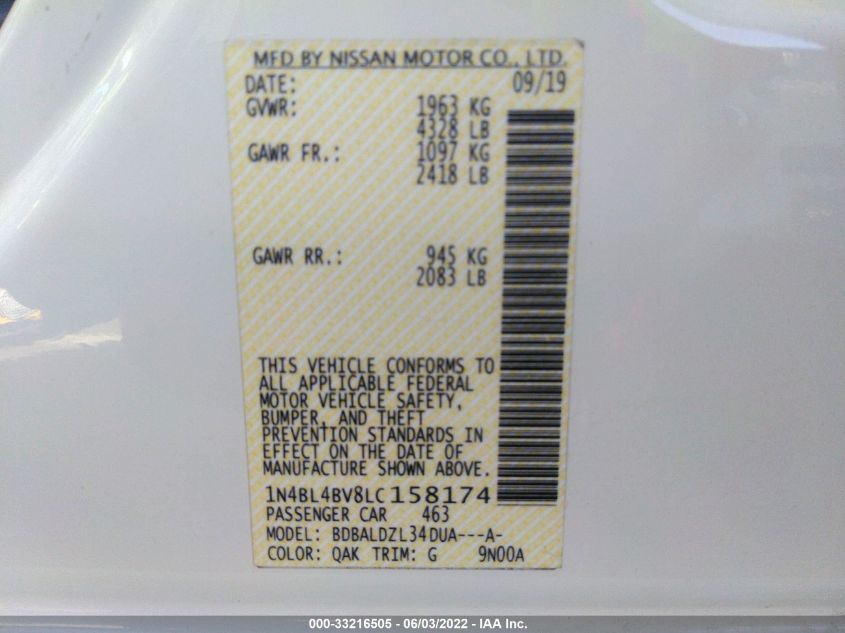 MFD BY NISSAN MOTOR CO., LTD.
DATE: 09/19
GVWR: 1963 KG
4328 LB
GAWR FR.: 1097 KG
2418 LB
GAWR RR.: 945 KG
2083 LB
THIS VEHICLE CONFORMS TO
ALL APPLICABLE FEDERAL
MOTOR VEHICLE SAFETY,
BUMPER, AND THEFT
PREVENTION STANDARDS IN
EFFECT ON THE DATE OF
MANUFACTURE SHOWN ABOVE.
1N4BL4BV8LC158174
PASSENGER CAR 463
MODEL: BDBALDZL34DUA---A-
COLOR: QAK TRIM: G 9N00A
000-33216505 - 06/03/2022 - IAA Inc.